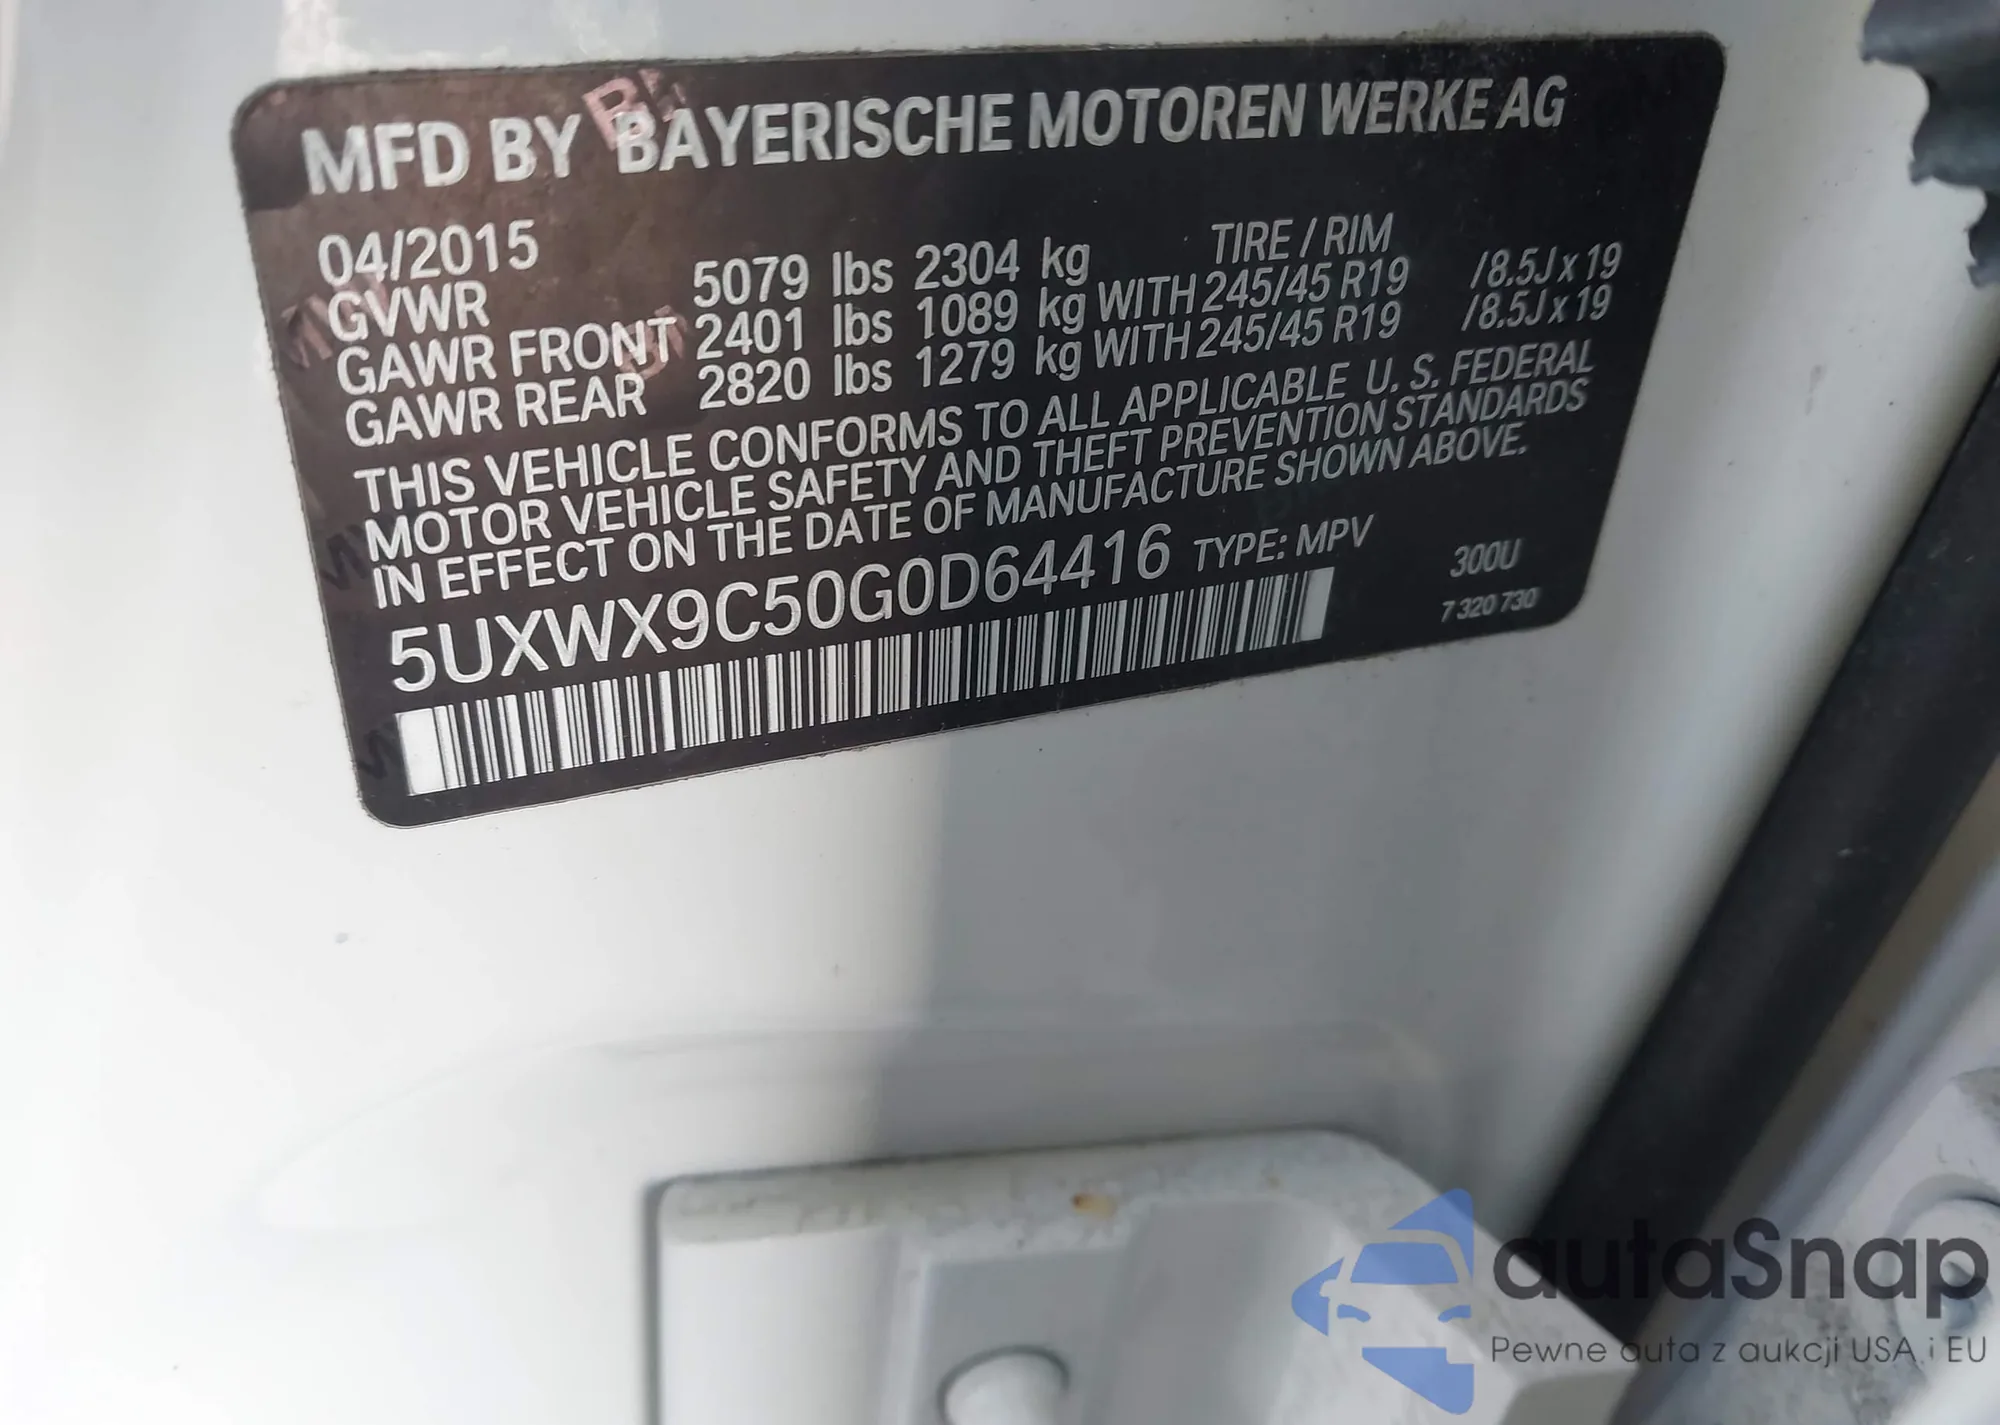 MFD BY BAYERISCHE MOTOREN WERKE AG
04/2015 TIRE / RIM
GVWR 5079 lbs 2304 kg
GAWR FRONT 2401 lbs 1089 kg WITH 245/45 R19 /8.5J x 19
GAWR REAR 2820 lbs 1279 kg WITH 245/45 R19 /8.5J x 19
THIS VEHICLE CONFORMS TO ALL APPLICABLE U. S. FEDERAL
MOTOR VEHICLE SAFETY AND THEFT PREVENTION STANDARDS
IN EFFECT ON THE DATE OF MANUFACTURE SHOWN ABOVE.
5UXWX9C50G0D64416 TYPE: MPV 300U
7 320 730
autaSnap
Pewne auta z aukcji USA i EU